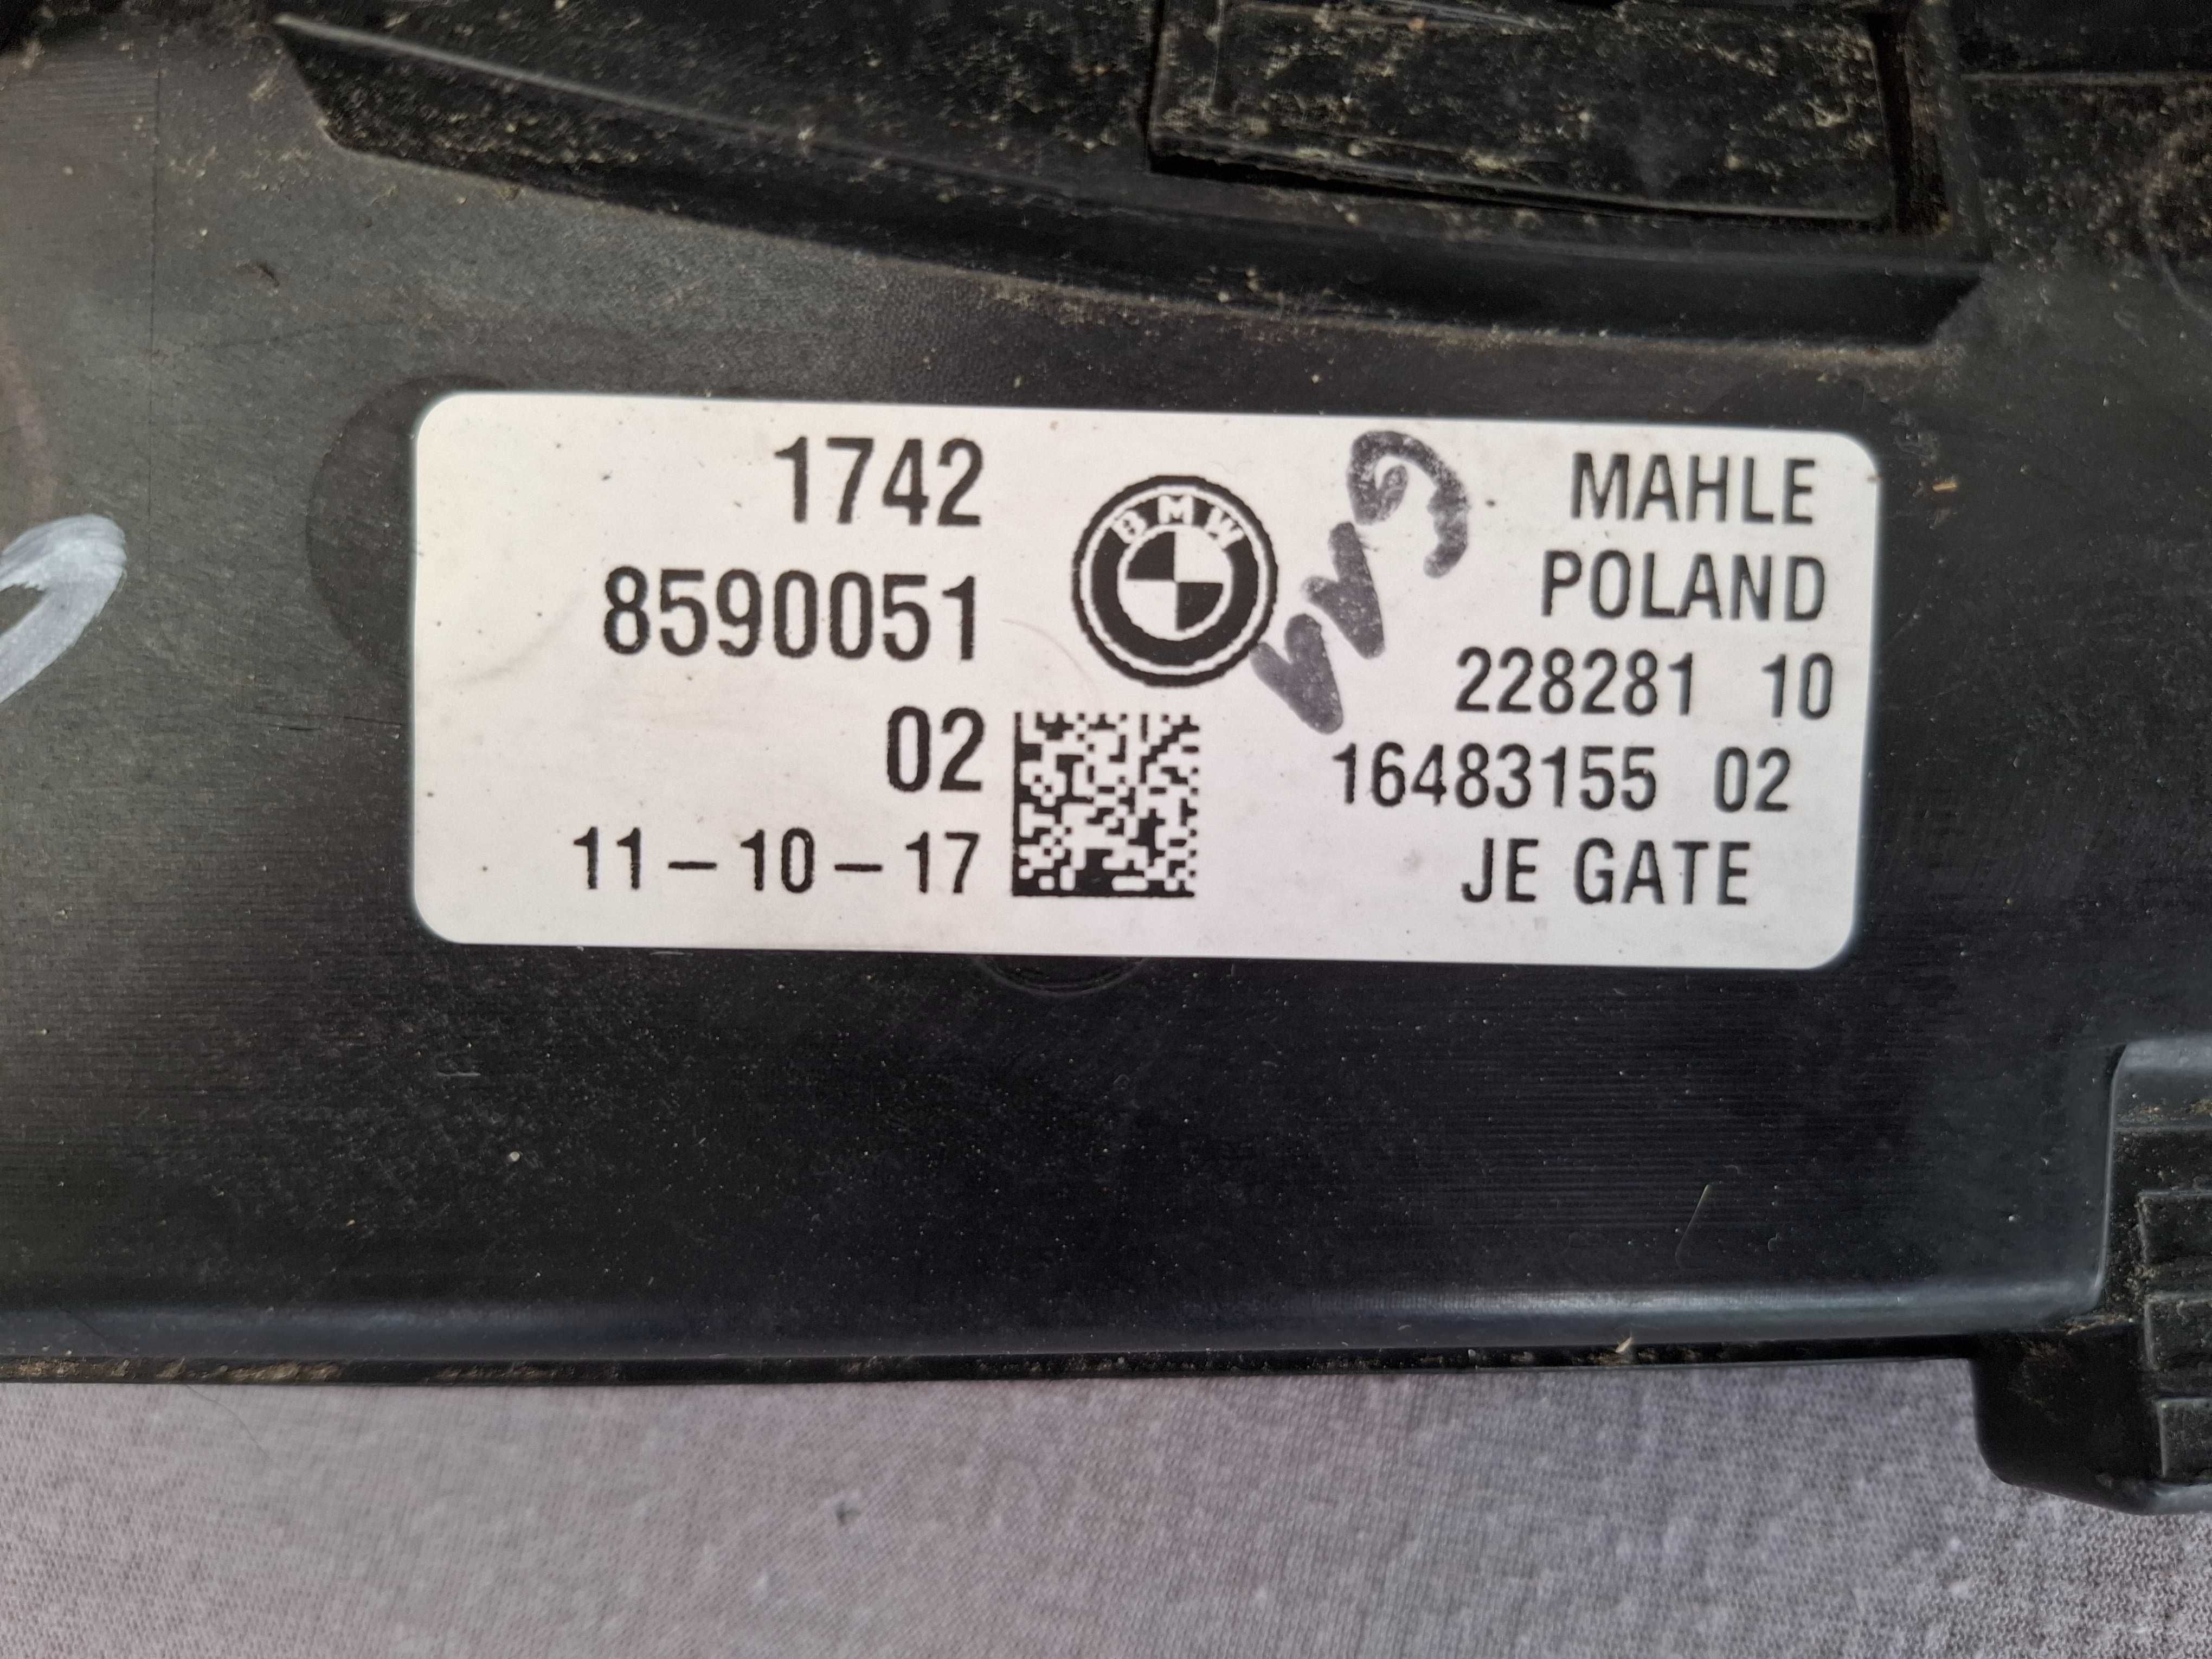 1742
8590051
02
11-10-17
BMW
MAHLE
POLAND
228281 10
16483155 02
JE GATE